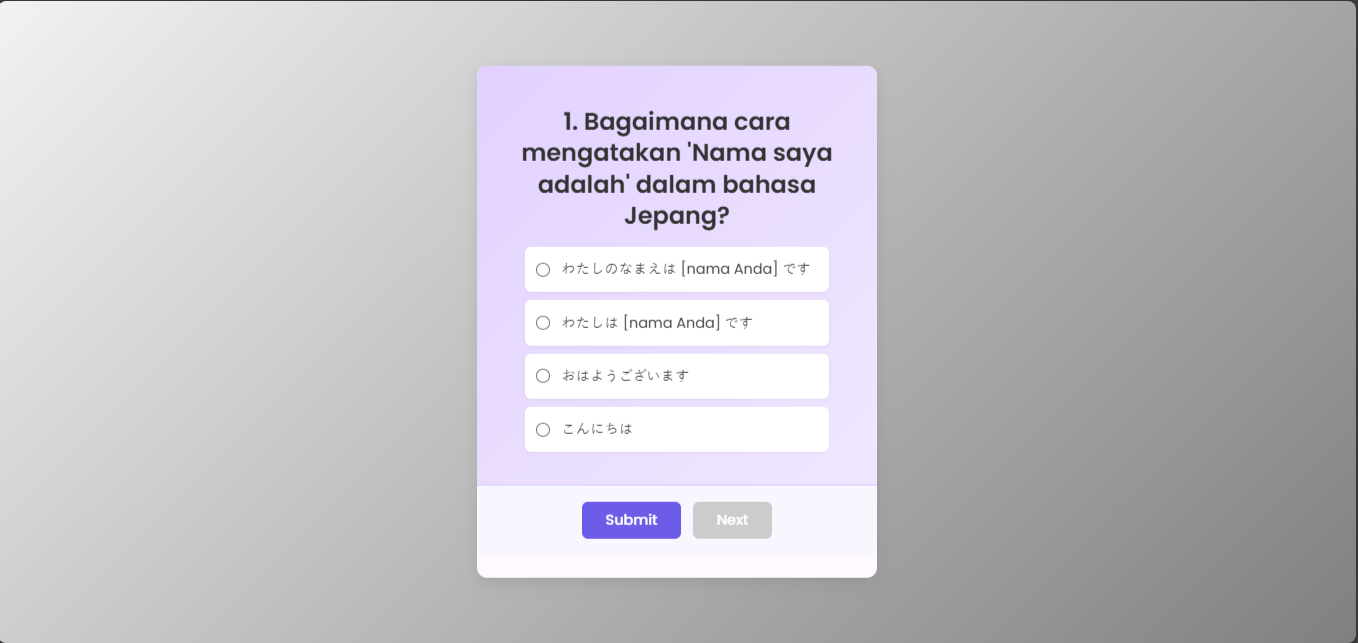 1. Bagaimana cara
mengatakan 'Nama saya
adalah' dalam bahasa
Jepang?
わたしのなまえは [nama Anda] です
わたしは [nama Anda] です
おはようございます
こんにちは
Submit
Next